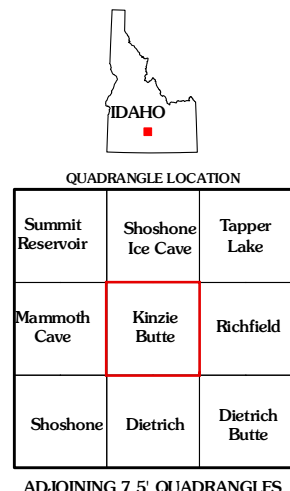 IDAHO
QUADRANGLE LOCATION
Summit Reservoir
Shoshone Ice Cave
Tapper Lake
Mammoth Cave
Kinzie Butte
Richfield
Shoshone
Dietrich
Dietrich Butte
ADJOINING 7.5' QUADRANGLES